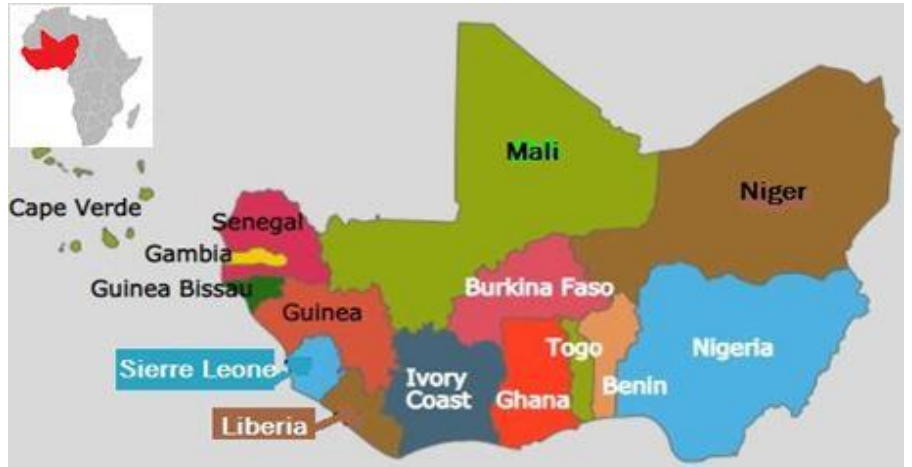 Mali
Niger
Cape Verde
Senegal
Gambia
Guinea Bissau
Burkina Faso
Guinea
Togo
Nigeria
Sierre Leone
Ivory
Coast
Ghana
Benin
Liberia